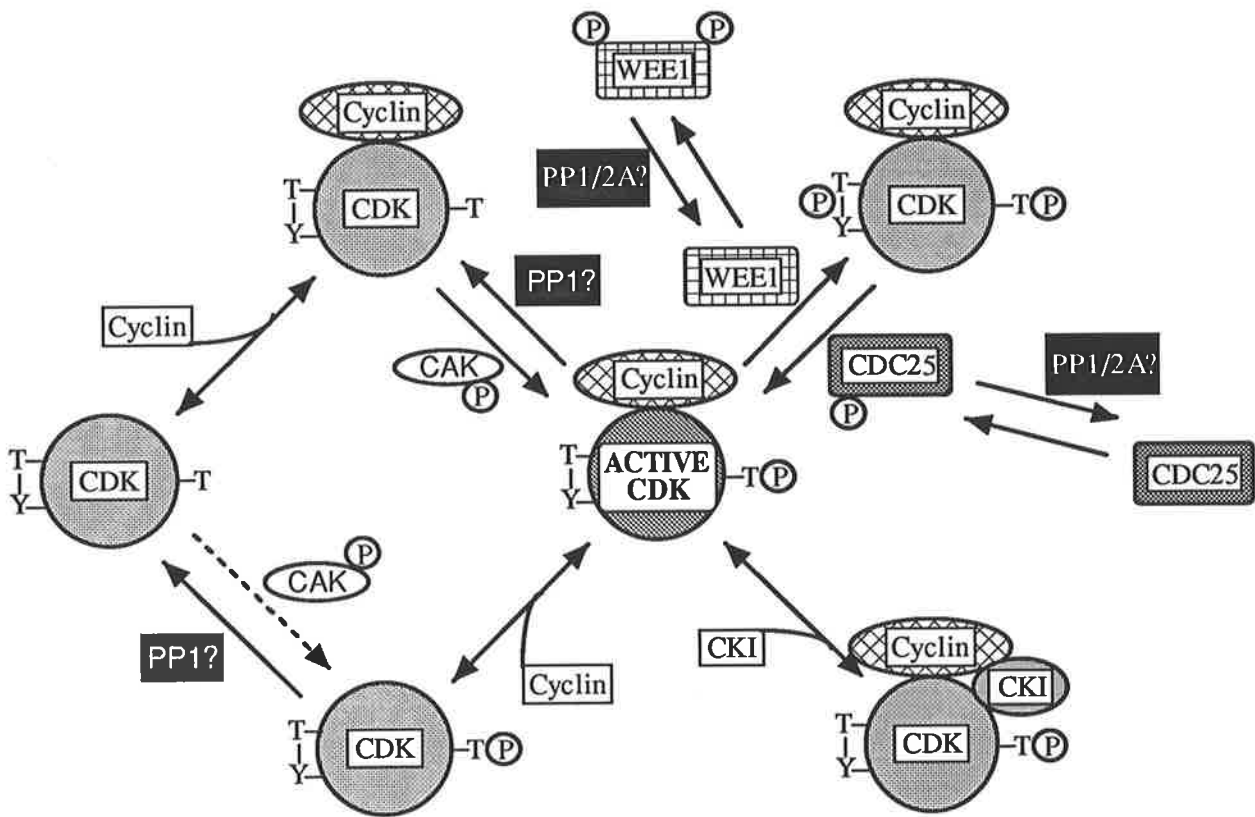 P P
WEE1
Cyclin
CDK
T
Y
T
PP1/2A?
Cyclin
CDK
P
T
Y
T P
WEE1
PP1?
Cyclin
CAK
P
Cyclin
ACTIVE
CDK
T
Y
T P
CDC25
P
PP1/2A?
CDC25
CDK
T
Y
T
P
CAK
PP1?
Cyclin
CDK
T
Y
T P
CKI
Cyclin
CKI
CDK
T
Y
T P